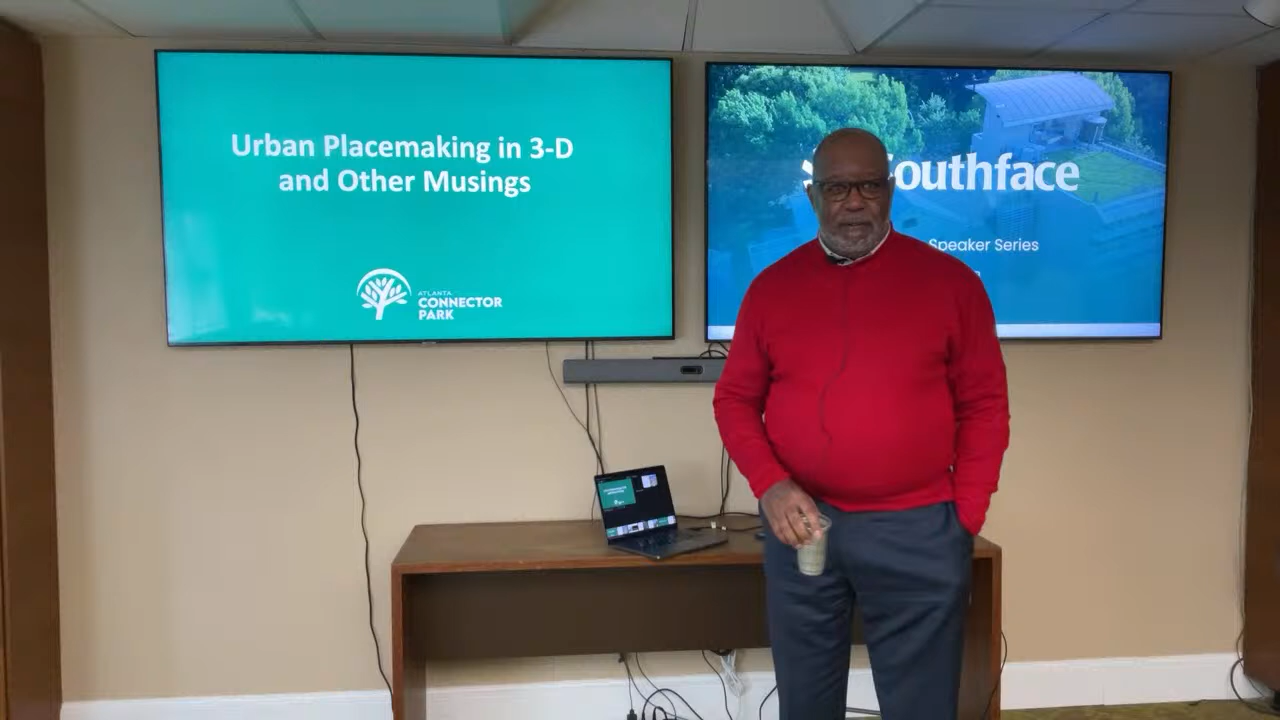 Urban Placemaking in 3-D
and Other Musings
ATLANTA
CONNECTOR
PARK
outhface
Speaker Series